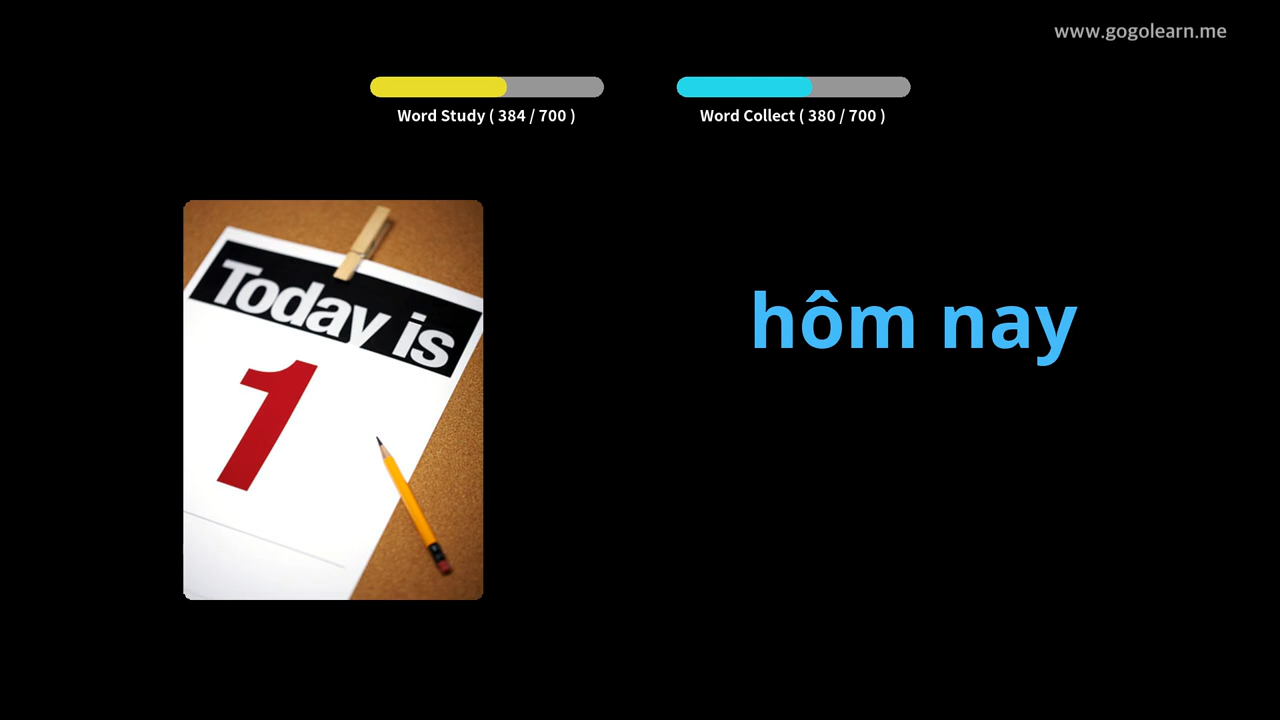 www.gogolearn.me
Word Study ( 384 / 700 )
Word Collect ( 380 / 700 )
Today is
1
hôm nay